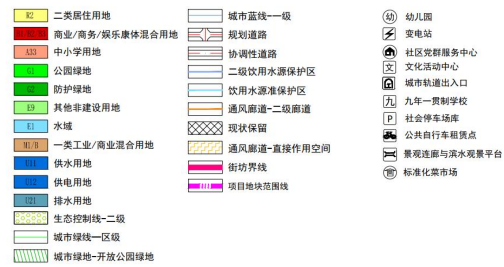 R2 二类居住用地
B1/B2/B3 商业/商务/娱乐康体混合用地
A33 中小学用地
G1 公园绿地
G2 防护绿地
E9 其他非建设用地
E1 水域
M1/B 一类工业/商业混合用地
U11 供水用地
U12 供电用地
U21 排水用地
生态控制线-二级
城市绿线—区级
城市绿地-开放公园绿地
城市蓝线-一级
规划道路
协调性道路
二级饮用水源保护区
饮用水源准保护区
通风廊道-二级廊道
现状保留
通风廊道-直接作用空间
街坊界线
项目地块范围线
幼 幼儿园
变电站
社区党群服务中心
文 文化活动中心
城市轨道出入口
九 九年一贯制学校
P 社会停车场库
公共自行车租赁点
景观连廊与滨水观景平台
标准化菜市场